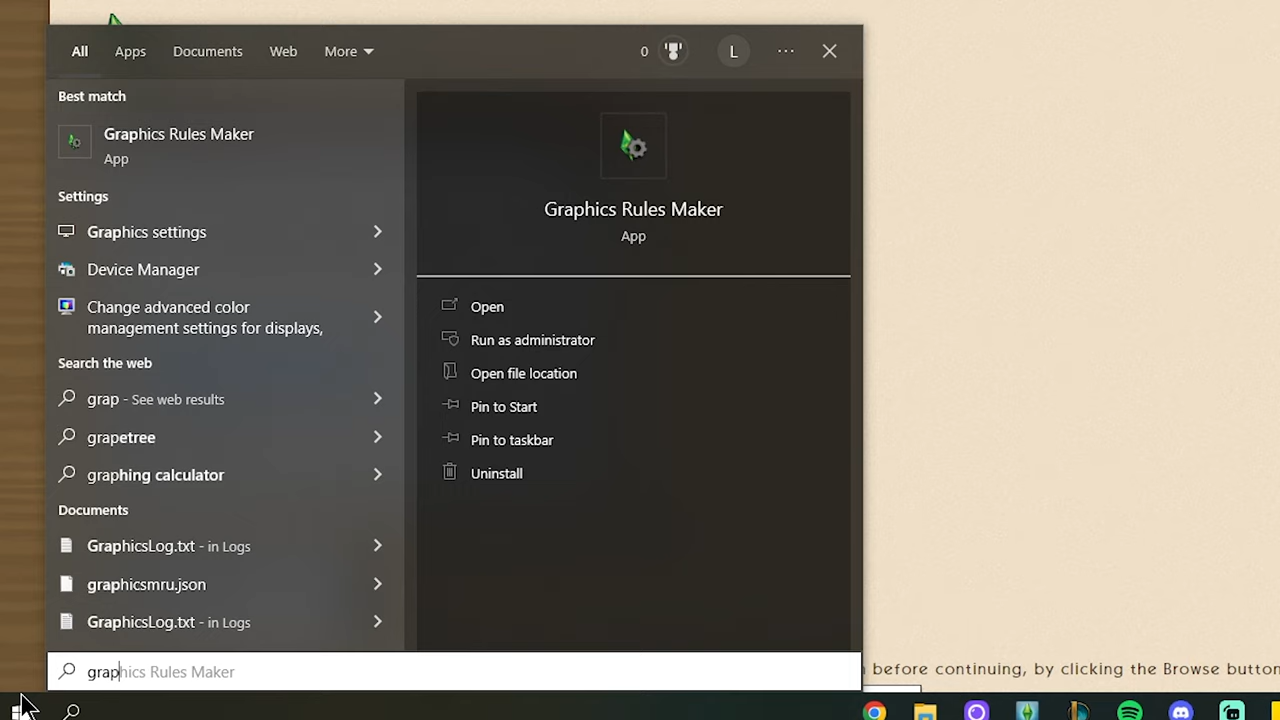 All Apps Documents Web More 0 L ...
Best match
Graphics Rules Maker
App
Settings
Graphics settings
Device Manager
Change advanced color
management settings for displays,
Search the web
grap - See web results
grapetree
graphing calculator
Documents
GraphicsLog.txt - in Logs
graphicsmru.json
GraphicsLog.txt - in Logs
graphics Rules Maker
Graphics Rules Maker
App
Open
Run as administrator
Open file location
Pin to Start
Pin to taskbar
Uninstall
before continuing, by clicking the Browse button